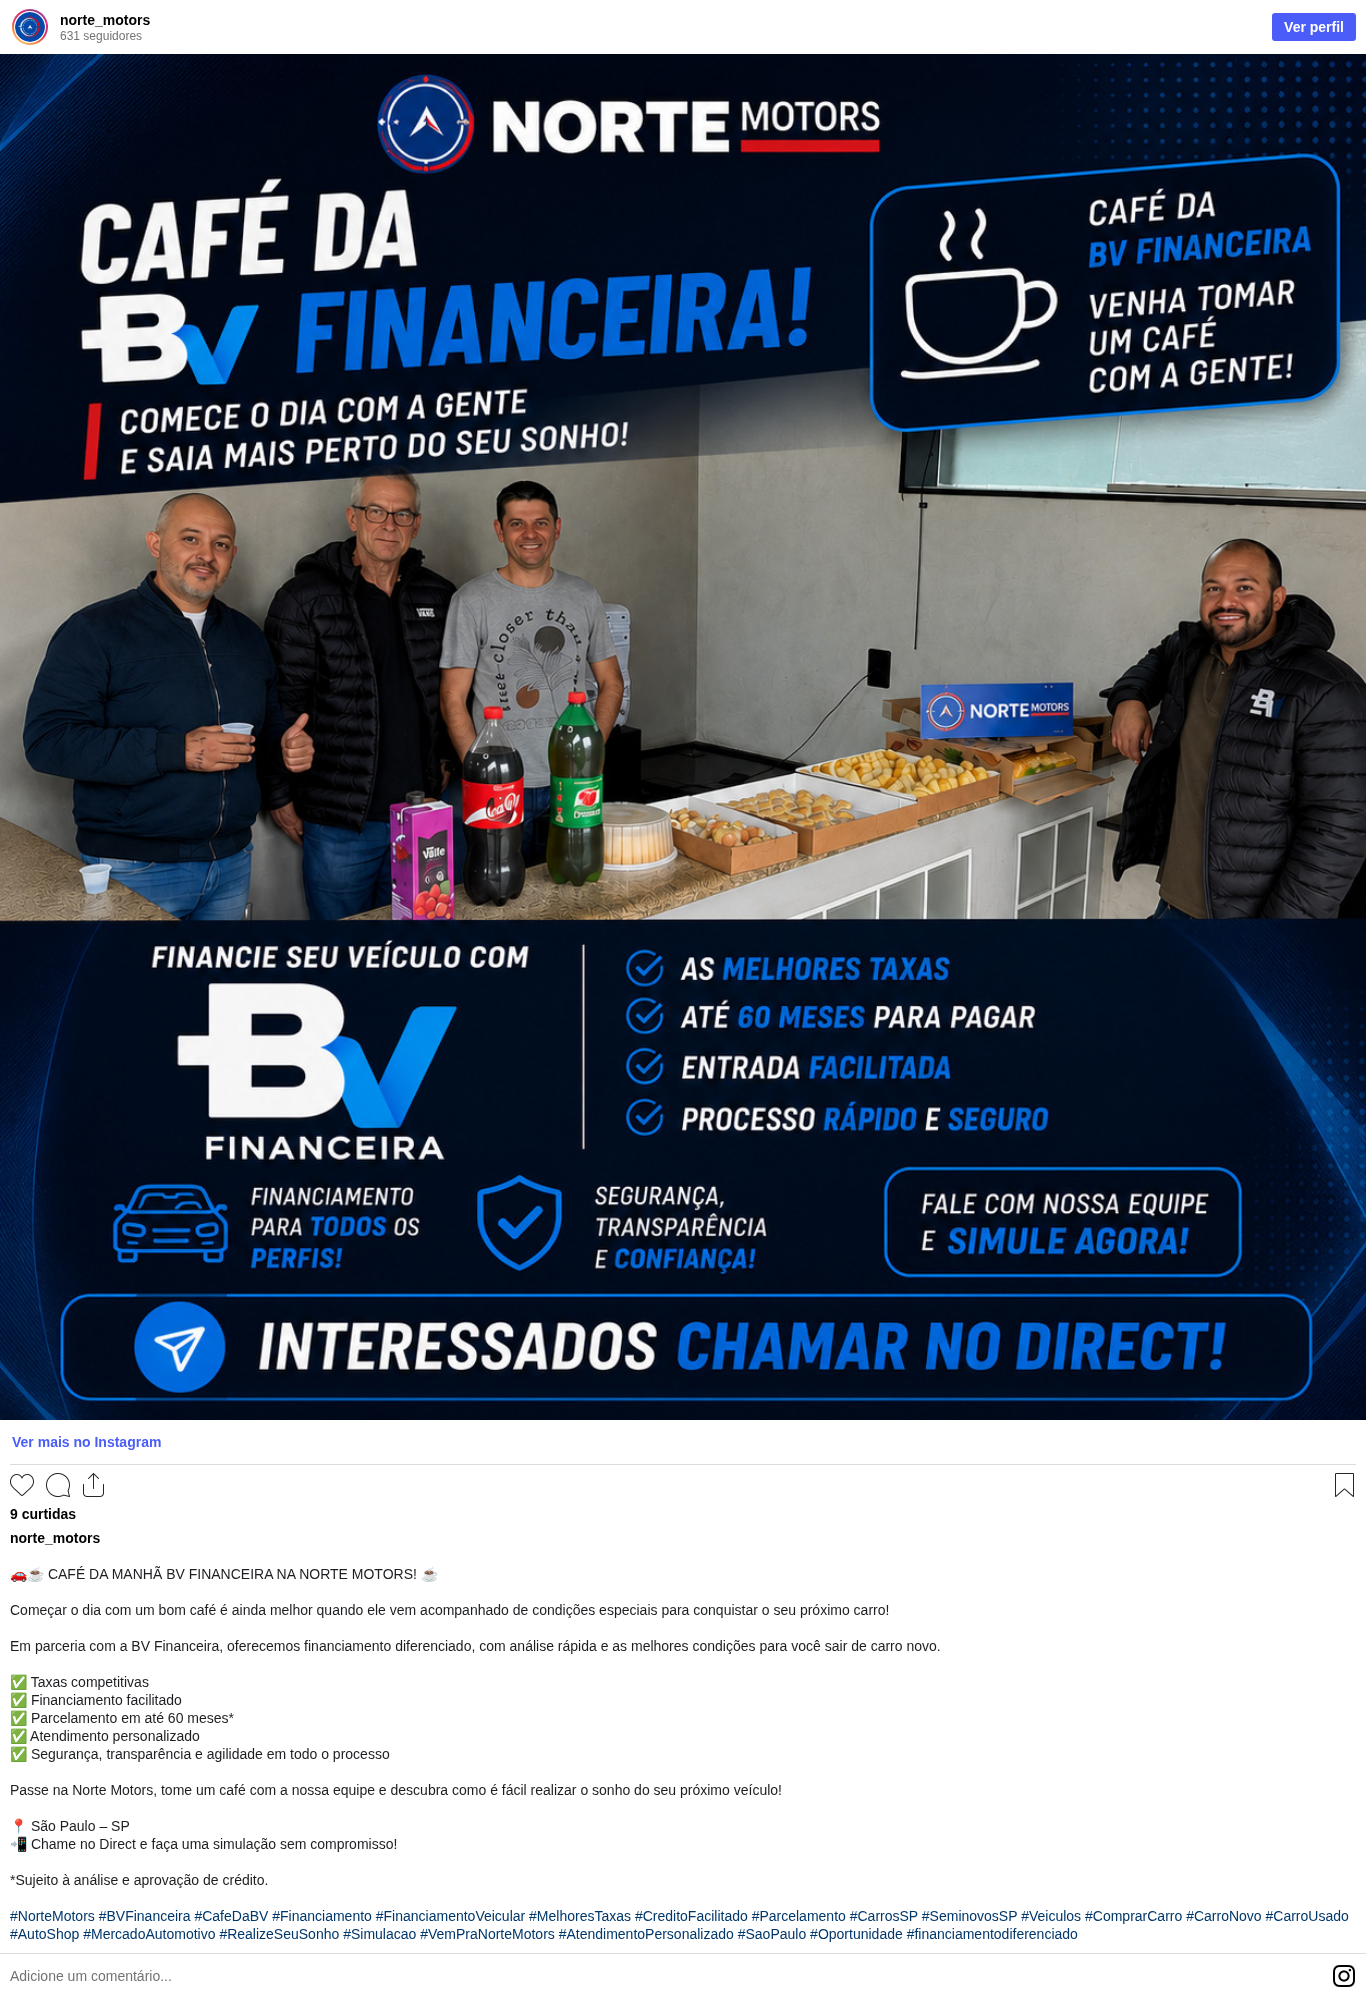 norte_motors
631 seguidores
Ver perfil
NORTE MOTORS
CAFÉ DA
BV FINANCEIRA!
COMECE O DIA COM A GENTE
E SAIA MAIS PERTO DO SEU SONHO!
CAFÉ DA
BV FINANCEIRA
VENHA TOMAR
UM CAFÉ
COM A GENTE!
VANS
free closer than
NORTE MOTORS
Valle
FINANCIE SEU VEÍCULO COM
BV
FINANCEIRA
AS MELHORES TAXAS
ATÉ 60 MESES PARA PAGAR
ENTRADA FACILITADA
PROCESSO RÁPIDO E SEGURO
FINANCIAMENTO
PARA TODOS OS
PERFIS!
SEGURANÇA,
TRANSPARÊNCIA
E CONFIANÇA!
FALE COM NOSSA EQUIPE
E SIMULE AGORA!
INTERESSADOS CHAMAR NO DIRECT!
Ver mais no Instagram
9 curtidas
norte_motors
🚗☕ CAFÉ DA MANHÃ BV FINANCEIRA NA NORTE MOTORS! ☕
Começar o dia com um bom café é ainda melhor quando ele vem acompanhado de condições especiais para conquistar o seu próximo carro!
Em parceria com a BV Financeira, oferecemos financiamento diferenciado, com análise rápida e as melhores condições para você sair de carro novo.
✅ Taxas competitivas
✅ Financiamento facilitado
✅ Parcelamento em até 60 meses*
✅ Atendimento personalizado
✅ Segurança, transparência e agilidade em todo o processo
Passe na Norte Motors, tome um café com a nossa equipe e descubra como é fácil realizar o sonho do seu próximo veículo!
📍 São Paulo – SP
📲 Chame no Direct e faça uma simulação sem compromisso!
*Sujeito à análise e aprovação de crédito.
#NorteMotors #BVFinanceira #CafeDaBV #Financiamento #FinanciamentoVeicular #MelhoresTaxas #CreditoFacilitado #Parcelamento #CarrosSP #SeminovosSP #Veiculos #ComprarCarro #CarroNovo #CarroUsado
#AutoShop #MercadoAutomotivo #RealizeSeuSonho #Simulacao #VemPraNorteMotors #AtendimentoPersonalizado #SaoPaulo #Oportunidade #financiamentodiferenciado
Adicione um comentário...